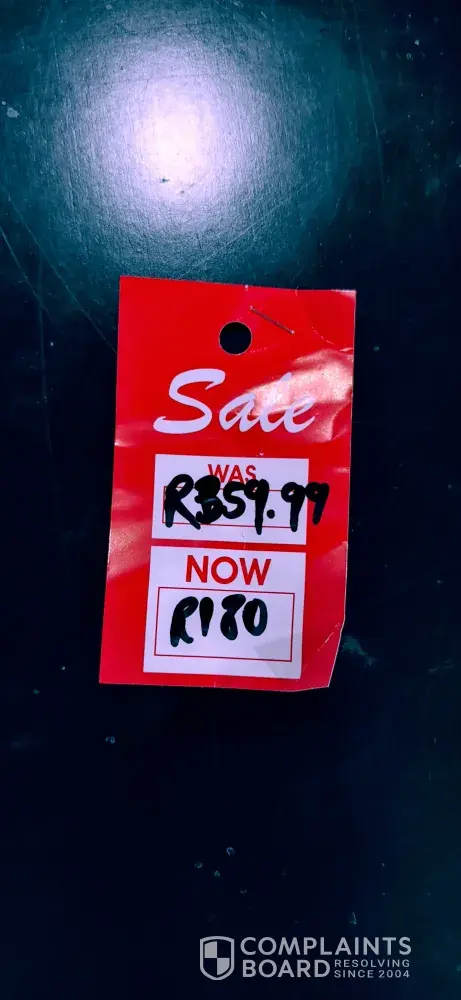 Sale
WAS
R359.99
NOW
R180
COMPLAINTS
BOARD RESOLVING
SINCE 2004